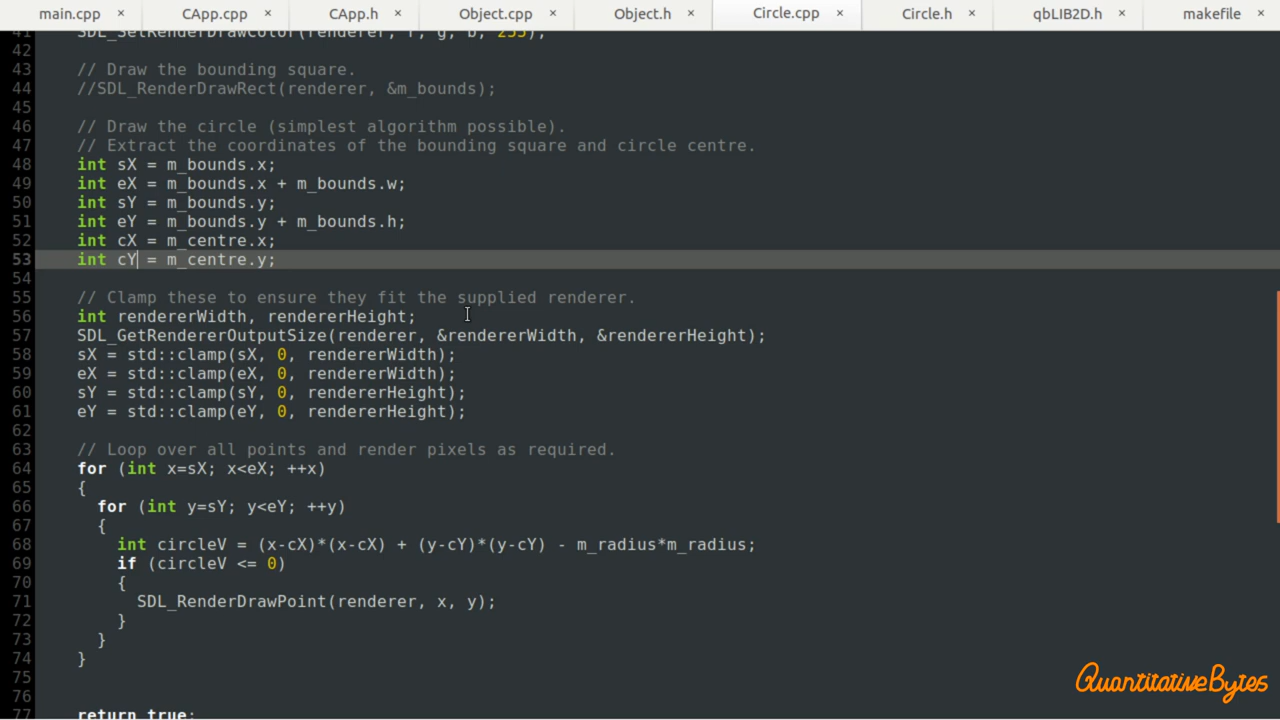 main.cpp × CApp.cpp × CApp.h × Object.cpp × Object.h × Circle.cpp × Circle.h × qbLIB2D.h × makefile ×
41 SDL_SetRenderDrawColor(renderer, r, g, b, 255);
42
43 // Draw the bounding square.
44 //SDL_RenderDrawRect(renderer, &m_bounds);
45
46 // Draw the circle (simplest algorithm possible).
47 // Extract the coordinates of the bounding square and circle centre.
48 int sX = m_bounds.x;
49 int eX = m_bounds.x + m_bounds.w;
50 int sY = m_bounds.y;
51 int eY = m_bounds.y + m_bounds.h;
52 int cX = m_centre.x;
53 int cY = m_centre.y;
54
55 // Clamp these to ensure they fit the supplied renderer.
56 int rendererWidth, rendererHeight;
57 SDL_GetRendererOutputSize(renderer, &rendererWidth, &rendererHeight);
58 sX = std::clamp(sX, 0, rendererWidth);
59 eX = std::clamp(eX, 0, rendererWidth);
60 sY = std::clamp(sY, 0, rendererHeight);
61 eY = std::clamp(eY, 0, rendererHeight);
62
63 // Loop over all points and render pixels as required.
64 for (int x=sX; x<eX; ++x)
65 {
66 for (int y=sY; y<eY; ++y)
67 {
68 int circleV = (x-cX)*(x-cX) + (y-cY)*(y-cY) - m_radius*m_radius;
69 if (circleV <= 0)
70 {
71 SDL_RenderDrawPoint(renderer, x, y);
72 }
73 }
74 }
75
76
77 return true;
QuantitativeBytes